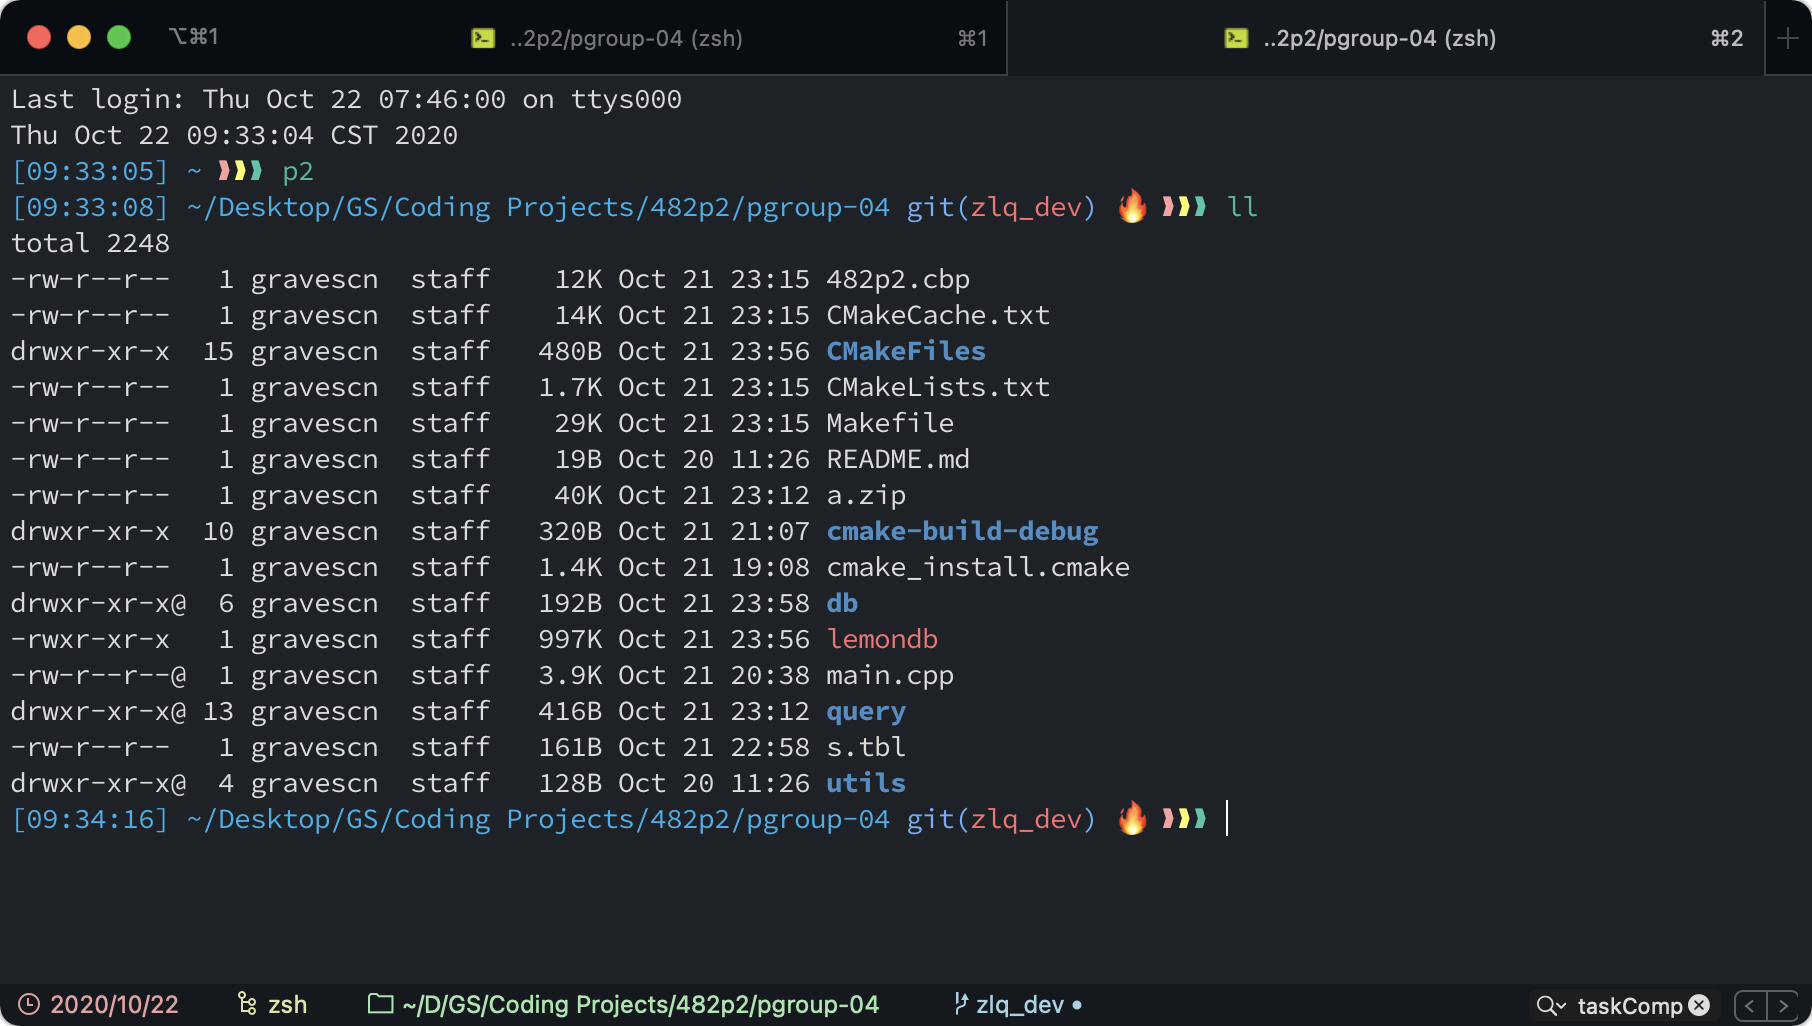 ⌥⌘1 ..2p2/pgroup-04 (zsh) ⌘1 ..2p2/pgroup-04 (zsh) ⌘2
Last login: Thu Oct 22 07:46:00 on ttys000
Thu Oct 22 09:33:04 CST 2020
[09:33:05] ~ ❱❱❱ p2
[09:33:08] ~/Desktop/GS/Coding Projects/482p2/pgroup-04 git(zlq_dev) 🔥 ❱❱❱ ll
total 2248
-rw-r--r--   1 gravescn  staff    12K Oct 21 23:15 482p2.cbp
-rw-r--r--   1 gravescn  staff    14K Oct 21 23:15 CMakeCache.txt
drwxr-xr-x  15 gravescn  staff   480B Oct 21 23:56 CMakeFiles
-rw-r--r--   1 gravescn  staff   1.7K Oct 21 23:15 CMakeLists.txt
-rw-r--r--   1 gravescn  staff    29K Oct 21 23:15 Makefile
-rw-r--r--   1 gravescn  staff    19B Oct 20 11:26 README.md
-rw-r--r--   1 gravescn  staff    40K Oct 21 23:12 a.zip
drwxr-xr-x  10 gravescn  staff   320B Oct 21 21:07 cmake-build-debug
-rw-r--r--   1 gravescn  staff   1.4K Oct 21 19:08 cmake_install.cmake
drwxr-xr-x@  6 gravescn  staff   192B Oct 21 23:58 db
-rwxr-xr-x   1 gravescn  staff   997K Oct 21 23:56 lemondb
-rw-r--r--@  1 gravescn  staff   3.9K Oct 21 20:38 main.cpp
drwxr-xr-x@ 13 gravescn  staff   416B Oct 21 23:12 query
-rw-r--r--   1 gravescn  staff   161B Oct 21 22:58 s.tbl
drwxr-xr-x@  4 gravescn  staff   128B Oct 20 11:26 utils
[09:34:16] ~/Desktop/GS/Coding Projects/482p2/pgroup-04 git(zlq_dev) 🔥 ❱❱❱
2020/10/22 zsh ~/D/GS/Coding Projects/482p2/pgroup-04 zlq_dev • taskComp